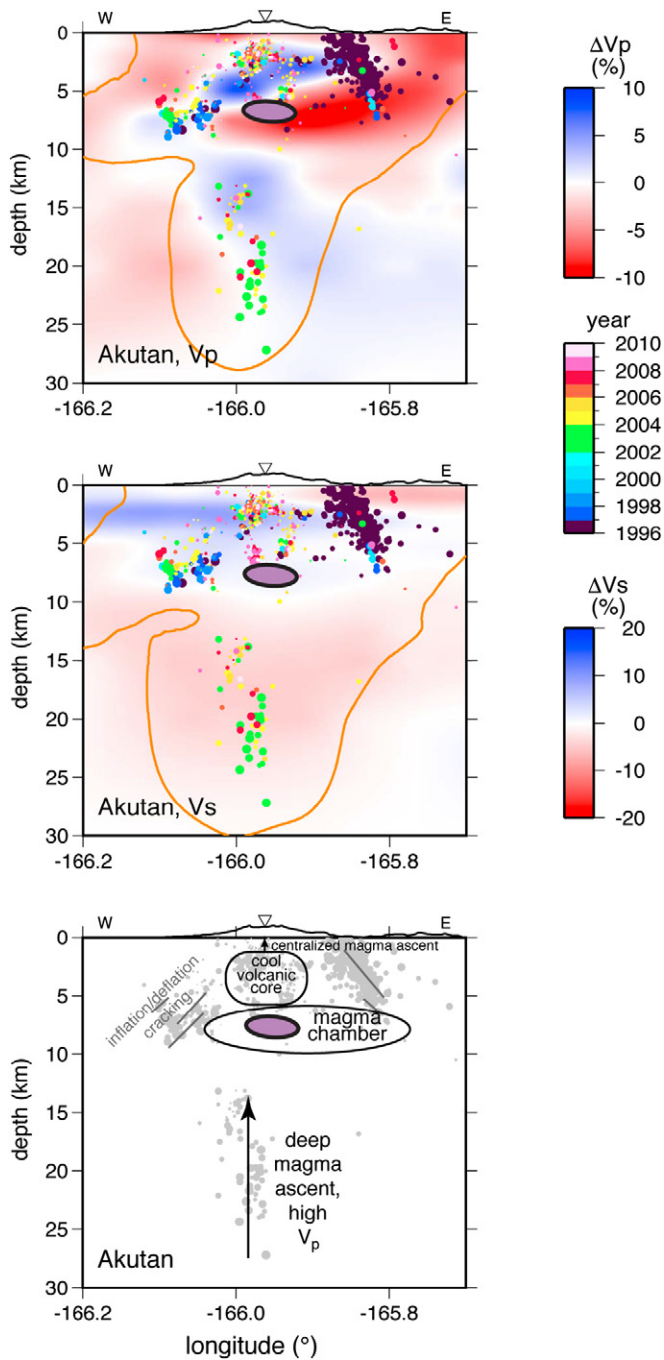 W
E
0
5
10
15
20
25
30
depth (km)
Akutan, Vp
-166.2
-166.0
-165.8
ΔVp
(%)
10
5
0
-5
-10
year
2010
2008
2006
2004
2002
2000
1998
1996
W
E
0
5
10
15
20
25
30
depth (km)
Akutan, Vs
-166.2
-166.0
-165.8
ΔVs
(%)
20
10
0
-10
-20
W
E
0
5
10
15
20
25
30
depth (km)
centralized magma ascent
cool
volcanic
core
inflation/deflation
cracking
magma
chamber
deep
magma
ascent,
high
Vp
Akutan
-166.2
-166.0
-165.8
longitude (°)